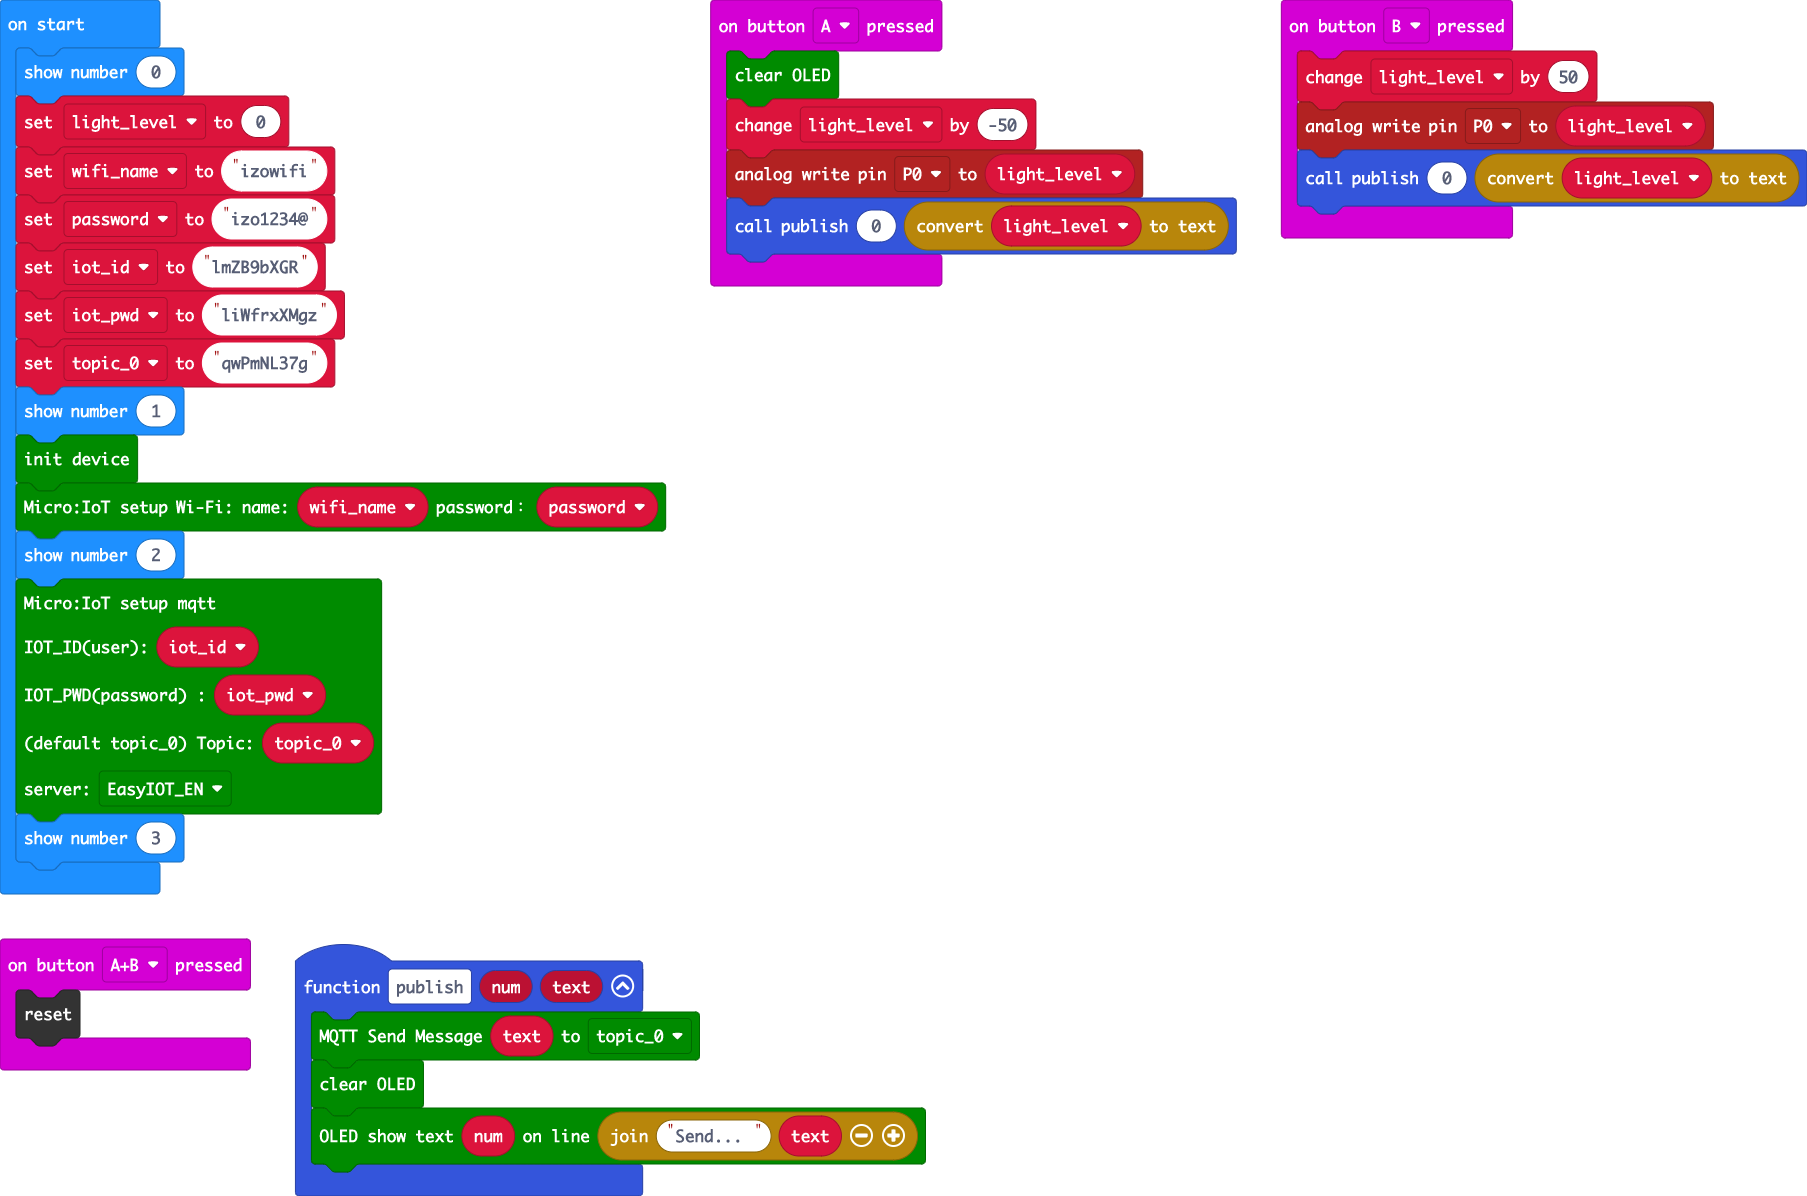 on start
show number 0
set light_level to 0
set wifi_name to "izowifi"
set password to "izo1234@"
set iot_id to "lmZB9bXGR"
set iot_pwd to "liWfrxXMgz"
set topic_0 to "qwPmNL37g"
show number 1
init device
Micro:IoT setup Wi-Fi: name: wifi_name password: password
show number 2
Micro:IoT setup mqtt
IOT_ID(user): iot_id
IOT_PWD(password) : iot_pwd
(default topic_0) Topic: topic_0
server: EasyIOT_EN
show number 3
on button A pressed
clear OLED
change light_level by -50
analog write pin P0 to light_level
call publish 0 convert light_level to text
on button B pressed
change light_level by 50
analog write pin P0 to light_level
call publish 0 convert light_level to text
on button A+B pressed
reset
function publish num text
MQTT Send Message text to topic_0
clear OLED
OLED show text num on line join "Send... " text